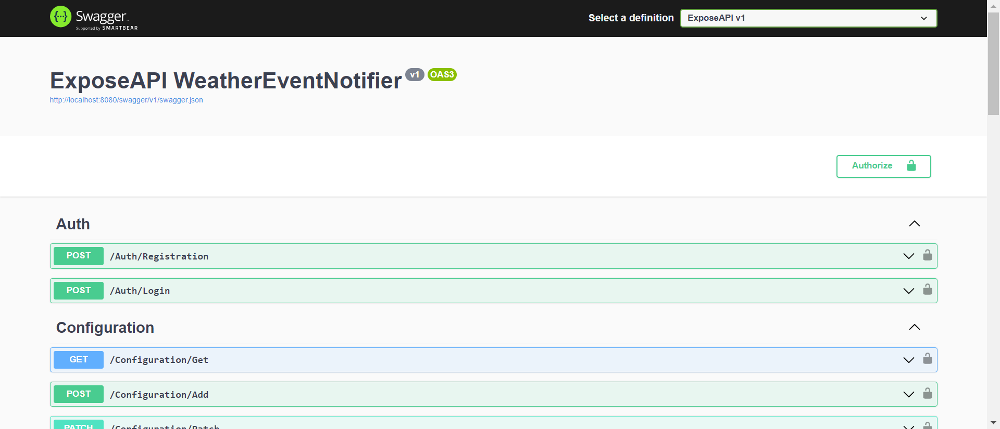 Swagger
Supported by SMARTBEAR
Select a definition
ExposeAPI v1
ExposeAPI WeatherEventNotifier v1 OAS3
http://localhost:8080/swagger/v1/swagger.json
Authorize
Auth
POST /Auth/Registration
POST /Auth/Login
Configuration
GET /Configuration/Get
POST /Configuration/Add
PATCH /Configuration/Patch